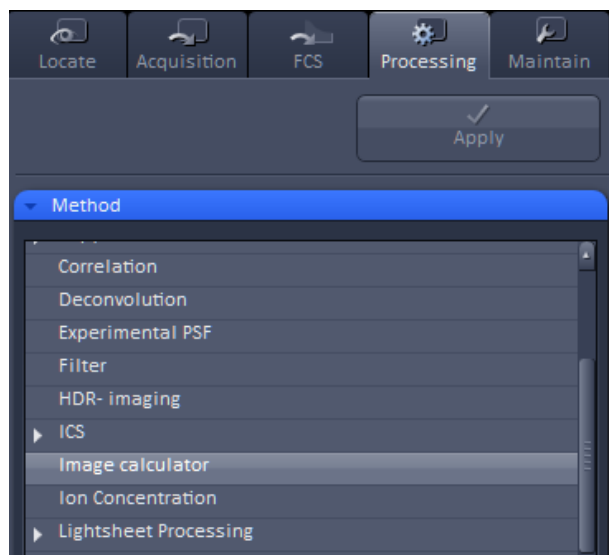 Locate Acquisition FCS Processing Maintain
Apply
Method
Correlation
Deconvolution
Experimental PSF
Filter
HDR- imaging
ICS
Image calculator
Ion Concentration
Lightsheet Processing